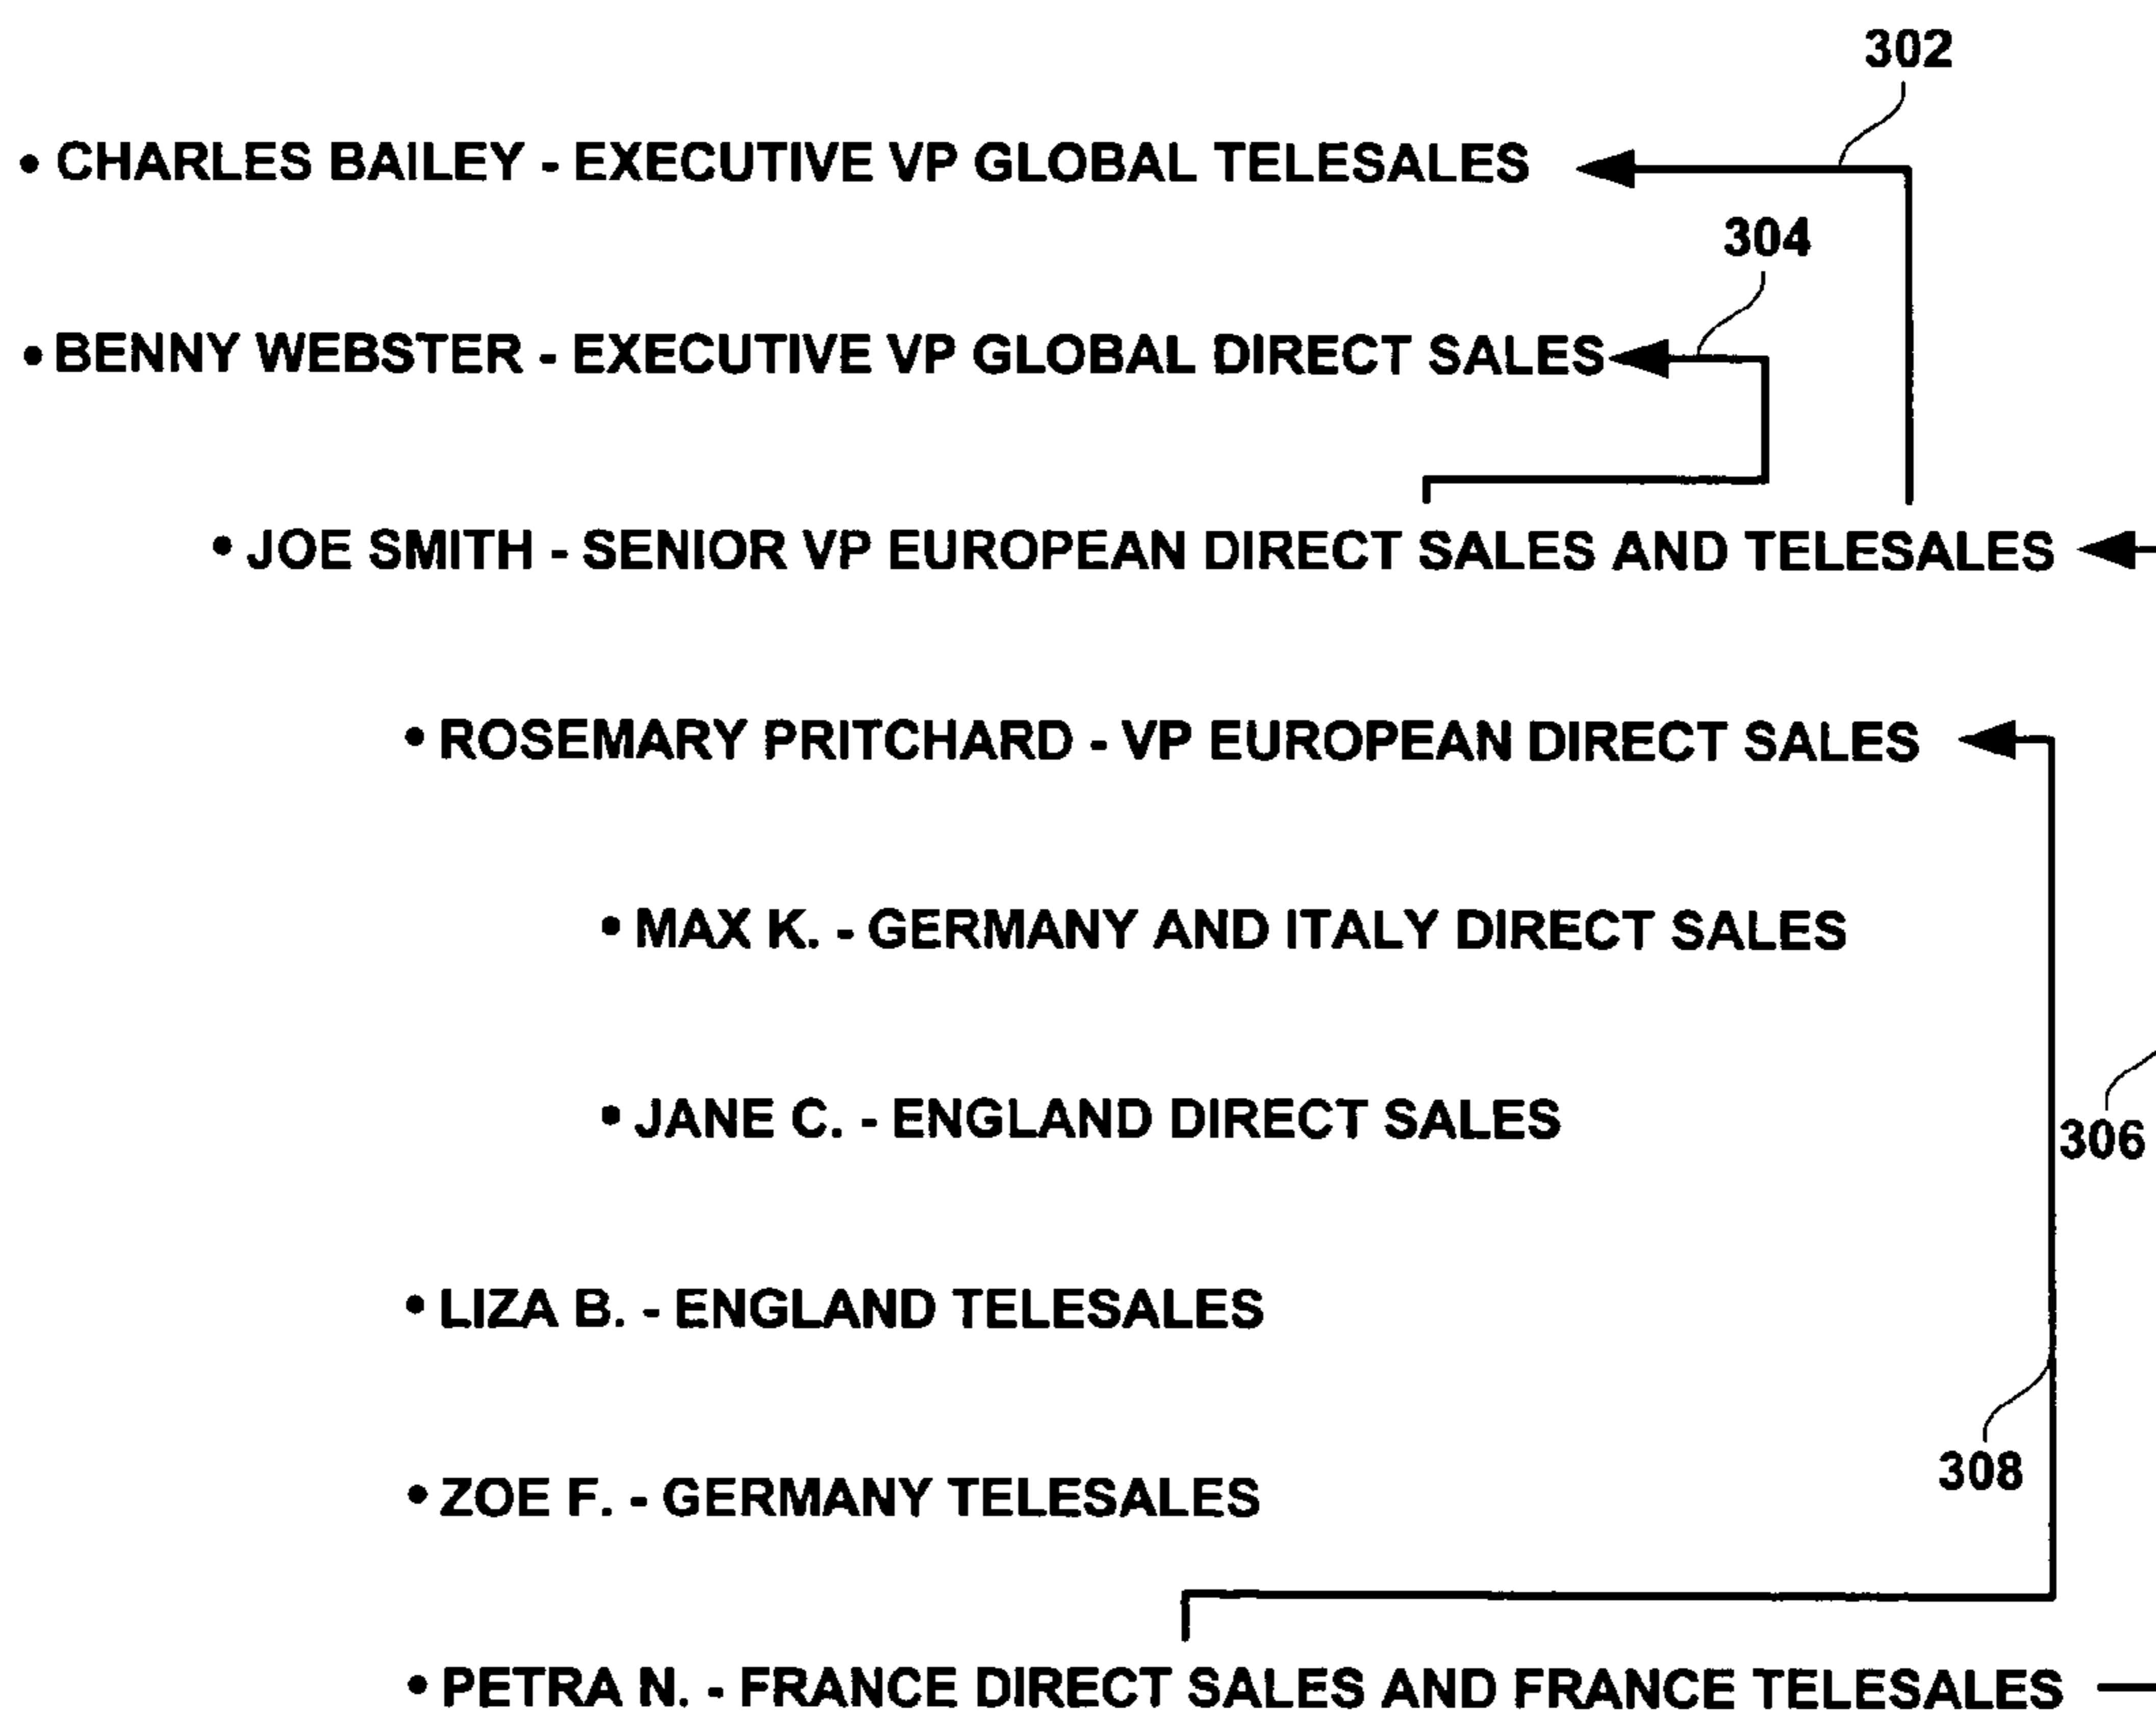 302
• CHARLES BAILEY - EXECUTIVE VP GLOBAL TELESALES
304
• BENNY WEBSTER - EXECUTIVE VP GLOBAL DIRECT SALES
• JOE SMITH - SENIOR VP EUROPEAN DIRECT SALES AND TELESALES
• ROSEMARY PRITCHARD - VP EUROPEAN DIRECT SALES
• MAX K. - GERMANY AND ITALY DIRECT SALES
• JANE C. - ENGLAND DIRECT SALES
306
• LIZA B. - ENGLAND TELESALES
308
• ZOE F. - GERMANY TELESALES
• PETRA N. - FRANCE DIRECT SALES AND FRANCE TELESALES